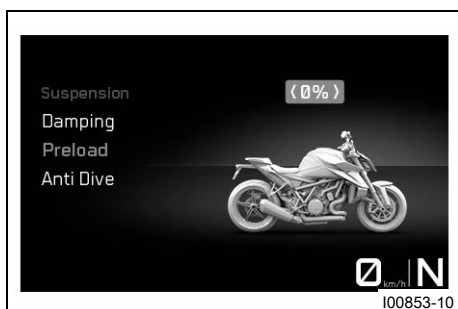 Suspension
⟨0%⟩
Damping
Preload
Anti Dive
0 km/h N
I00853-10